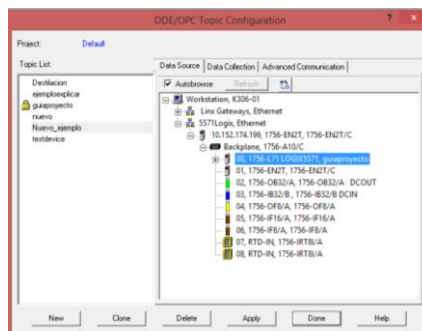 DDE/OPC Topic Configuration
Project: Default
Topic List:
Destilacion
ejemploexplicar
guiaproyecto
nuevo
Nuevo_ejemplo
testdevice
Data Source
Data Collection
Advanced Communication
Autobrowse
Refresh
Workstation, K306-01
Linx Gateways, Ethernet
5571Logix, Ethernet
10.152.174.199, 1756-EN2T, 1756-EN2T/C
Backplane, 1756-A10/C
00, 1756-L71 LOGIX5571, guiaproyecto
01, 1756-EN2T, 1756-EN2T/C
02, 1756-OB32/A, 1756-OB32/A DCOUT
03, 1756-IB32/B, 1756-IB32/B DCIN
04, 1756-OF8/A, 1756-OF8/A
05, 1756-IF16/A, 1756-IF16/A
06, 1756-IF8/A, 1756-IF8/A
07, RTD-IN, 1756-IRT8I/A
08, RTD-IN, 1756-IRT8I/A
New
Clone
Delete
Apply
Done
Help